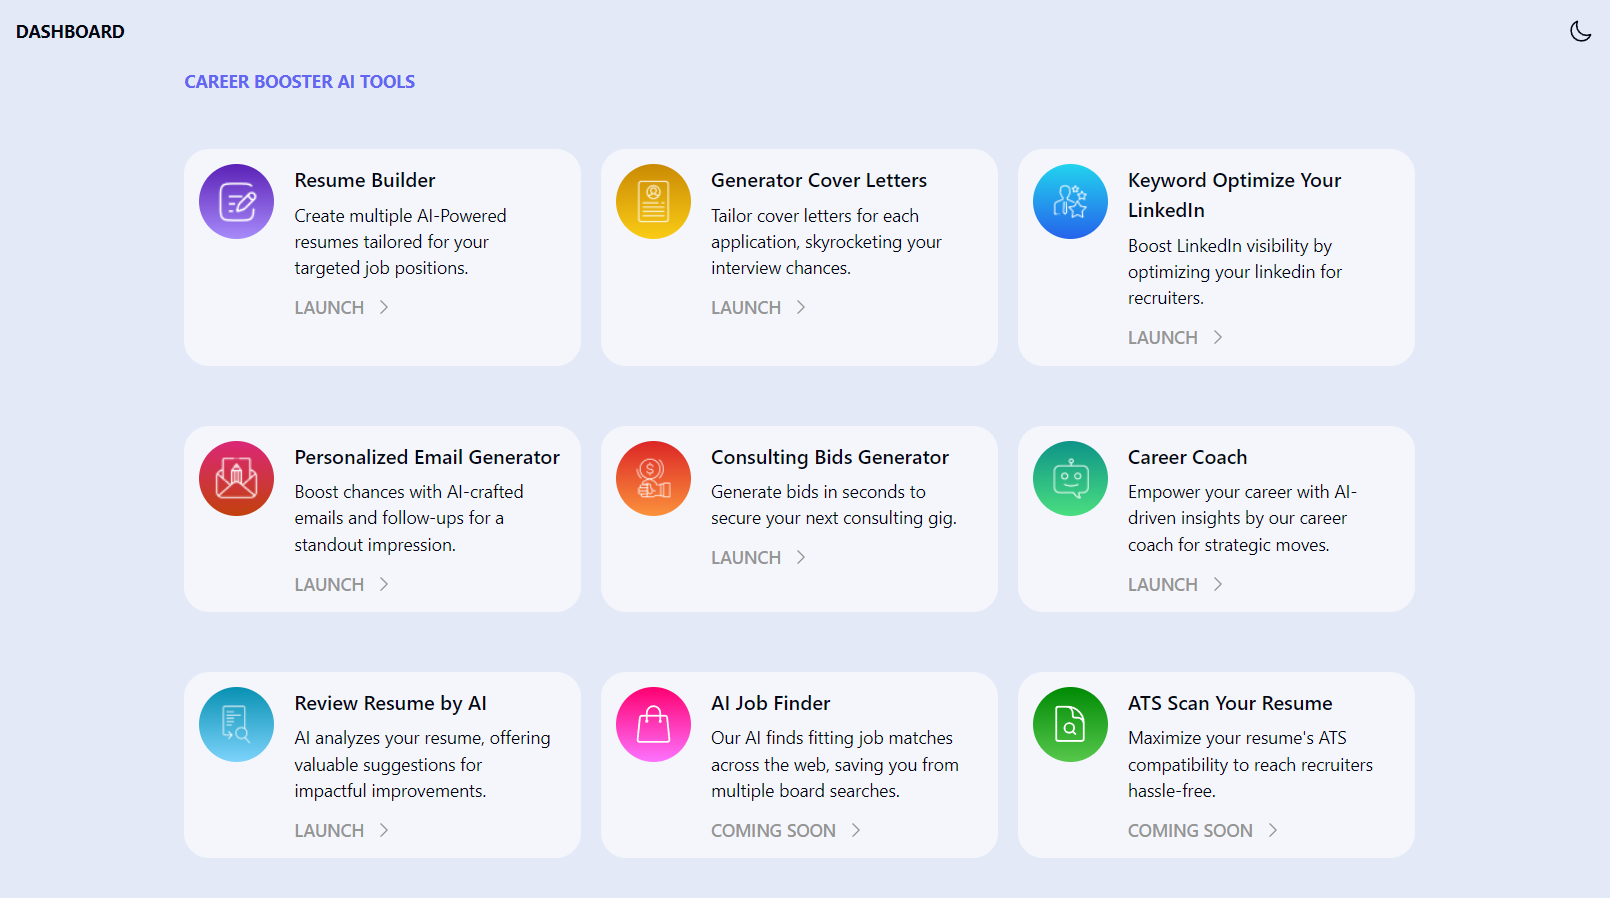 DASHBOARD
CAREER BOOSTER AI TOOLS
Resume Builder
Create multiple AI-Powered
resumes tailored for your
targeted job positions.
LAUNCH
Generator Cover Letters
Tailor cover letters for each
application, skyrocketing your
interview chances.
LAUNCH
Keyword Optimize Your
LinkedIn
Boost LinkedIn visibility by
optimizing your linkedin for
recruiters.
LAUNCH
Personalized Email Generator
Boost chances with AI-crafted
emails and follow-ups for a
standout impression.
LAUNCH
Consulting Bids Generator
Generate bids in seconds to
secure your next consulting gig.
LAUNCH
Career Coach
Empower your career with AI-
driven insights by our career
coach for strategic moves.
LAUNCH
Review Resume by AI
AI analyzes your resume, offering
valuable suggestions for
impactful improvements.
LAUNCH
AI Job Finder
Our AI finds fitting job matches
across the web, saving you from
multiple board searches.
COMING SOON
ATS Scan Your Resume
Maximize your resume's ATS
compatibility to reach recruiters
hassle-free.
COMING SOON